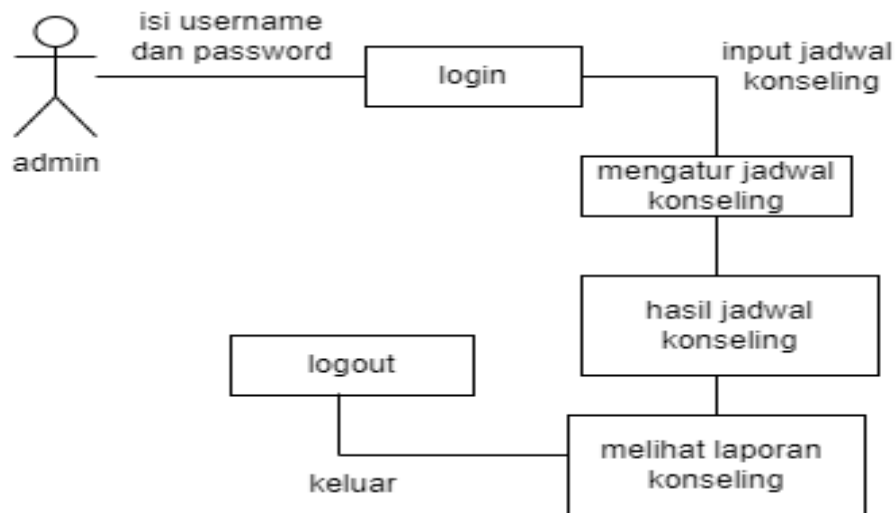 isi username
dan password
login
input jadwal
konseling
admin
mengatur jadwal
konseling
hasil jadwal
konseling
logout
melihat laporan
konseling
keluar